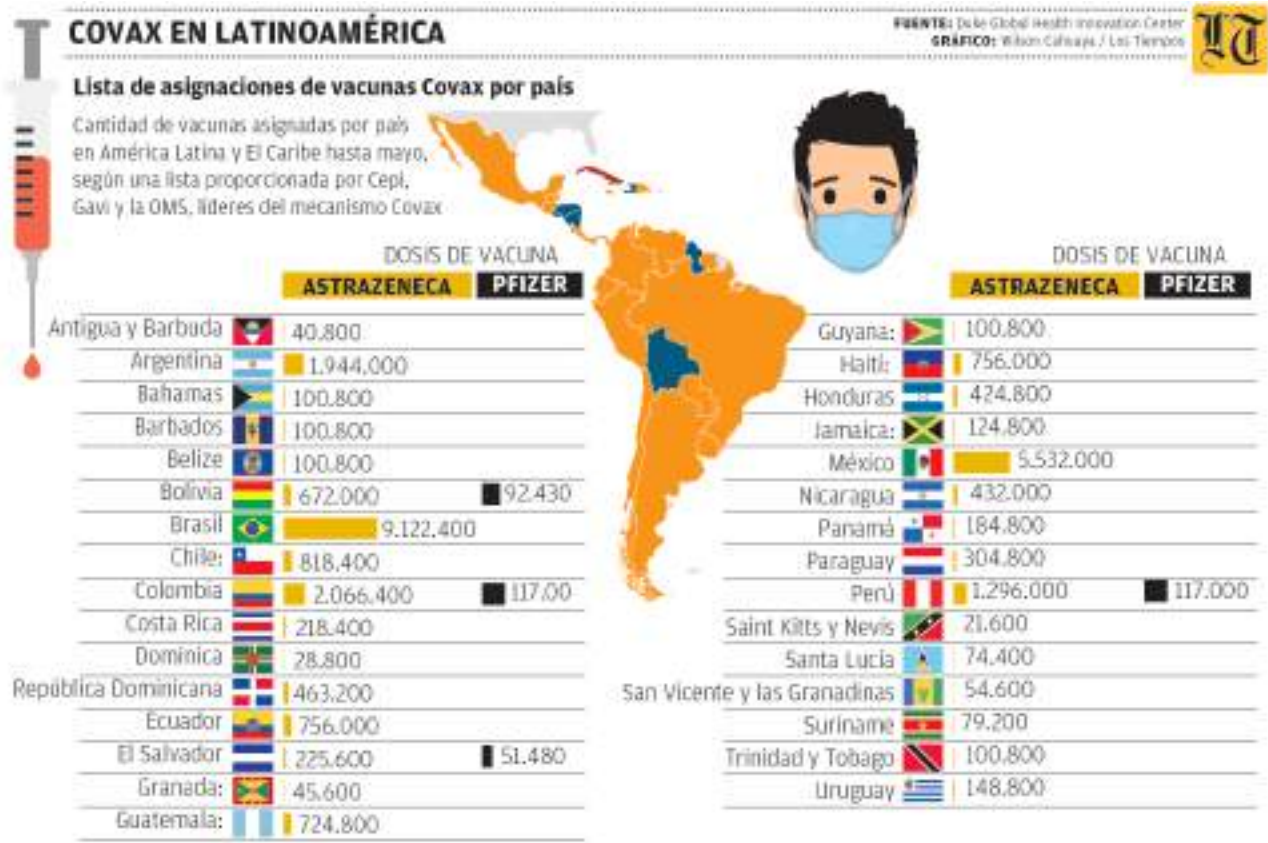 COVAX EN LATINOAMÉRICA
FUENTE: Duke Global Health Innovation Center
GRÁFICO: Wilson Cahuaya / Los Tiempos
LT
Lista de asignaciones de vacunas Covax por país
Cantidad de vacunas asignadas por país
en América Latina y El Caribe hasta mayo,
según una lista proporcionada por Cepi,
Gavi y la OMS, líderes del mecanismo Covax
DOSIS DE VACUNA
ASTRAZENECA PFIZER
Antigua y Barbuda 40.800
Argentina 1.944.000
Bahamas 100.800
Barbados 100.800
Belize 100.800
Bolivia 672.000 92.430
Brasil 9.122.400
Chile: 818.400
Colombia 2.066.400 117.00
Costa Rica 218.400
Dominica 28.800
República Dominicana 463.200
Ecuador 756.000
El Salvador 225.600 51.480
Granada: 45.600
Guatemala: 724.800
DOSIS DE VACUNA
ASTRAZENECA PFIZER
Guyana: 100.800
Haití: 756.000
Honduras 424.800
Jamaica: 124.800
México 5.532.000
Nicaragua 432.000
Panamá 184.800
Paraguay 304.800
Perú 1.296.000 117.000
Saint Kitts y Nevis 21.600
Santa Lucia 74.400
San Vicente y las Granadinas 54.600
Suriname 79.200
Trinidad y Tobago 100.800
Uruguay 148.800